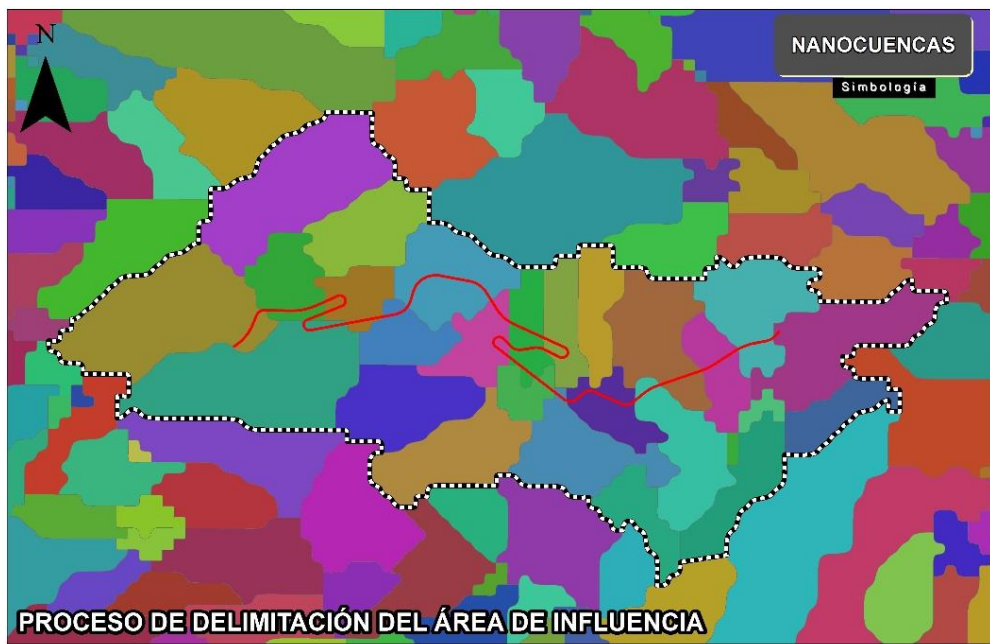 N
NANOCUENCAS
Simbología
PROCESO DE DELIMITACIÓN DEL ÁREA DE INFLUENCIA